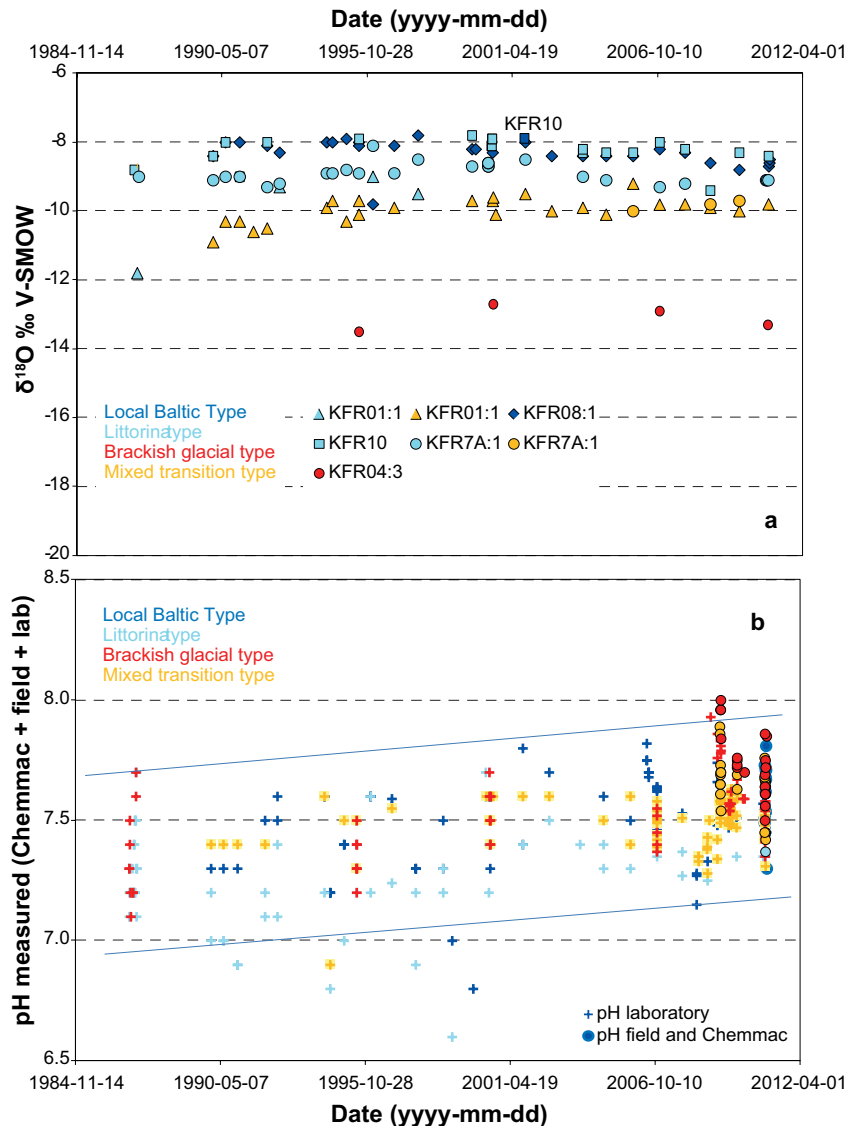 Date (yyyy-mm-dd)
1984-11-14 1990-05-07 1995-10-28 2001-04-19 2006-10-10 2012-04-01
-6
-8
-10
-12
-14
-16
-18
-20
δ¹⁸O ‰ V-SMOW
KFR10
Local Baltic Type
Littorinatype
Brackish glacial type
Mixed transition type
KFR01:1 KFR01:1 KFR08:1
KFR10 KFR7A:1 KFR7A:1
KFR04:3
a
8.5
8.0
7.5
7.0
6.5
pH measured (Chemmac + field + lab)
Local Baltic Type
Littorinatype
Brackish glacial type
Mixed transition type
b
pH laboratory
pH field and Chemmac
1984-11-14 1990-05-07 1995-10-28 2001-04-19 2006-10-10 2012-04-01
Date (yyyy-mm-dd)